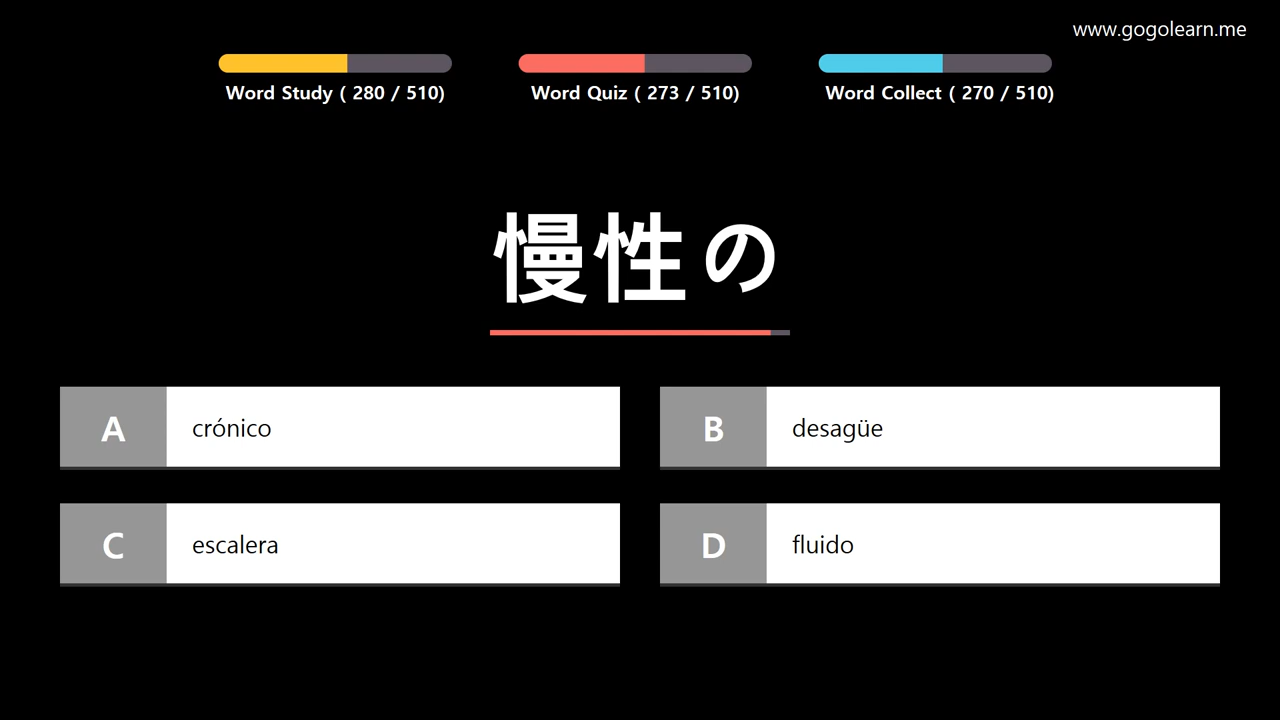 www.gogolearn.me
Word Study ( 280 / 510)
Word Quiz ( 273 / 510)
Word Collect ( 270 / 510)
慢性の
A crónico
B desagüe
C escalera
D fluido